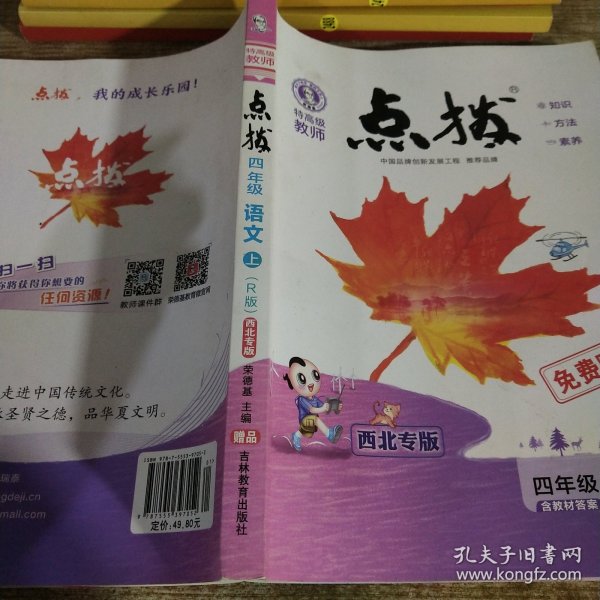 点拨，我的成长乐园！
点拨
扫一扫
你将获得你想要的
任何资源！
教师课件群
荣德基教育微官网
走进中国传统文化。
圣贤之德，品华夏文明。
定价:49.80元
特高级
教师
点拨
四年级
语文
上
(R版)
西北专版
荣德基 主编
赠品
吉林教育出版社
特高级
教师
点拨
®
知识
方法
素养
中国品牌创新发展工程 推荐品牌
免费
西北专版
四年级
含教材答案
孔夫子旧书网
www.kongfz.com